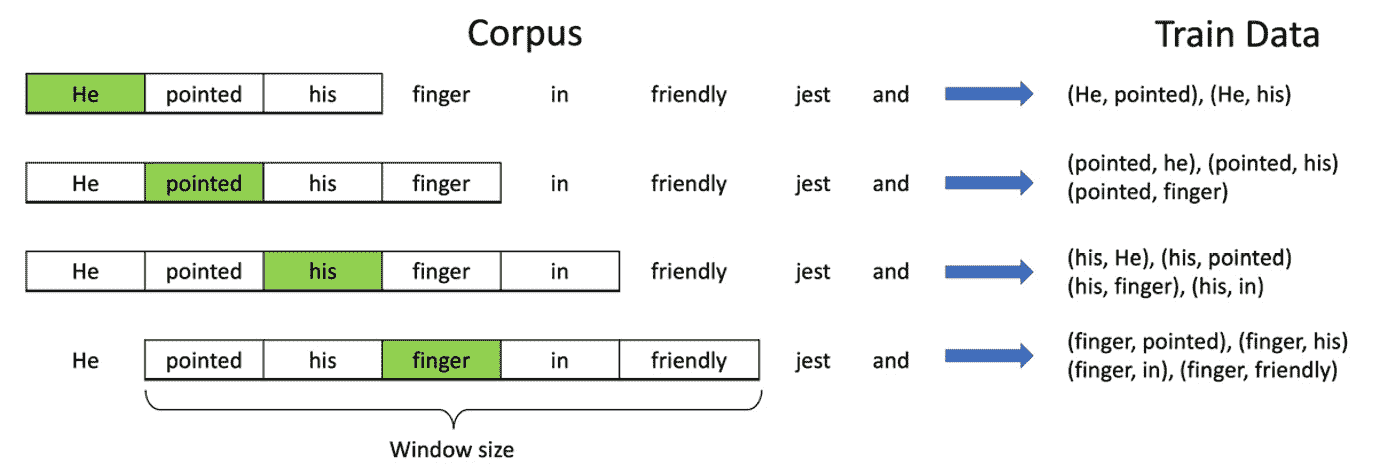 Corpus Train Data
He pointed his finger in friendly jest and (He, pointed), (He, his)
He pointed his finger in friendly jest and (pointed, he), (pointed, his)
(pointed, finger)
He pointed his finger in friendly jest and (his, He), (his, pointed)
(his, finger), (his, in)
He pointed his finger in friendly jest and (finger, pointed), (finger, his)
(finger, in), (finger, friendly)
Window size